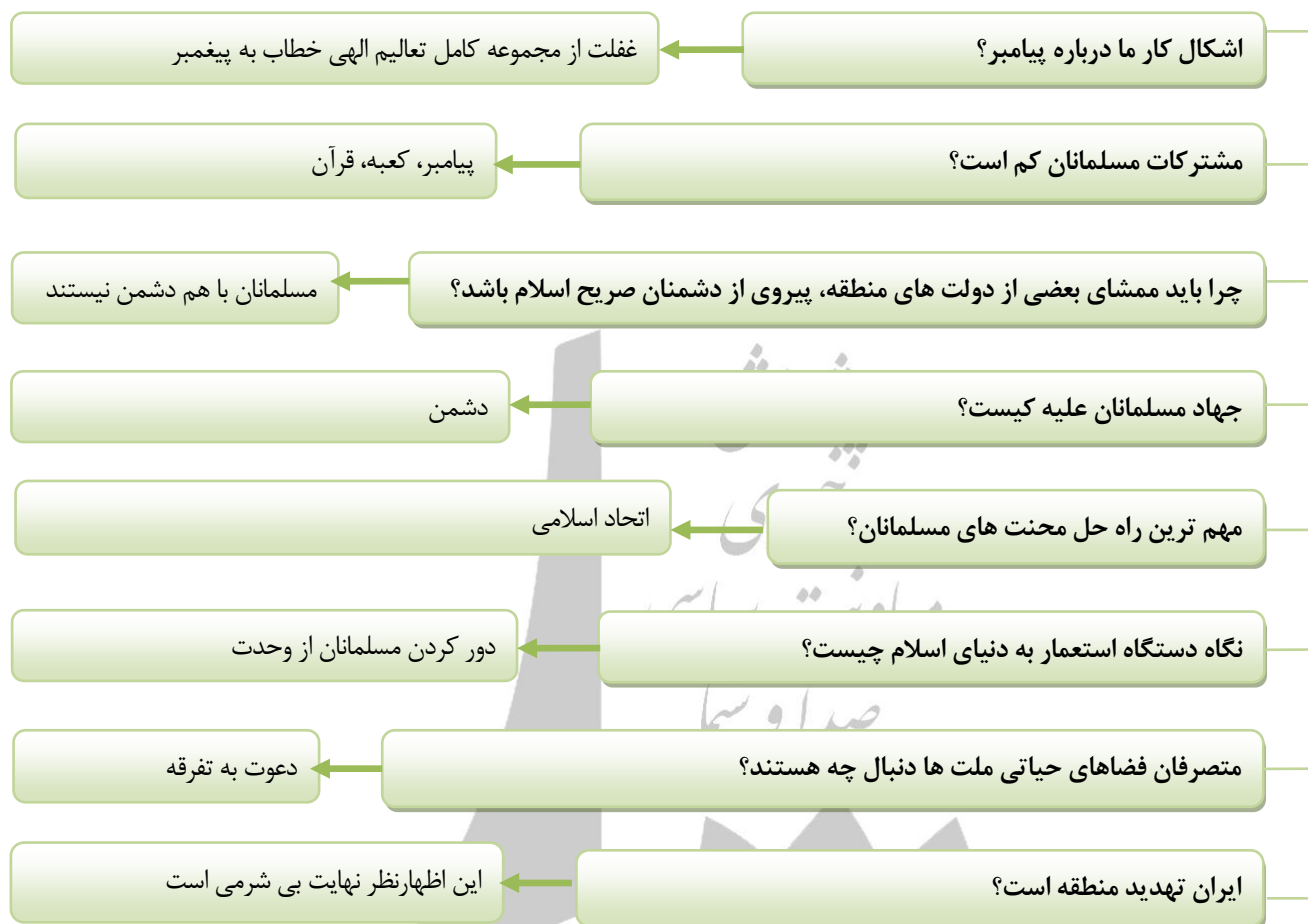 اشکال کار ما درباره پیامبر؟
غفلت از مجموعه کامل تعالیم الهی خطاب به پیغمبر
مشترکات مسلمانان کم است؟
پیامبر، کعبه، قرآن
چرا باید ممشای بعضی از دولت های منطقه، پیروی از دشمنان صریح اسلام باشد؟
مسلمانان با هم دشمن نیستند
جهاد مسلمانان علیه کیست؟
دشمن
مهم ترین راه حل محنت های مسلمانان؟
اتحاد اسلامی
نگاه دستگاه استعمار به دنیای اسلام چیست؟
دور کردن مسلمانان از وحدت
صدا و سیما
متصرفان فضاهای حیاتی ملت ها دنبال چه هستند؟
دعوت به تفرقه
ایران تهدید منطقه است؟
این اظهارنظر نهایت بی شرمی است